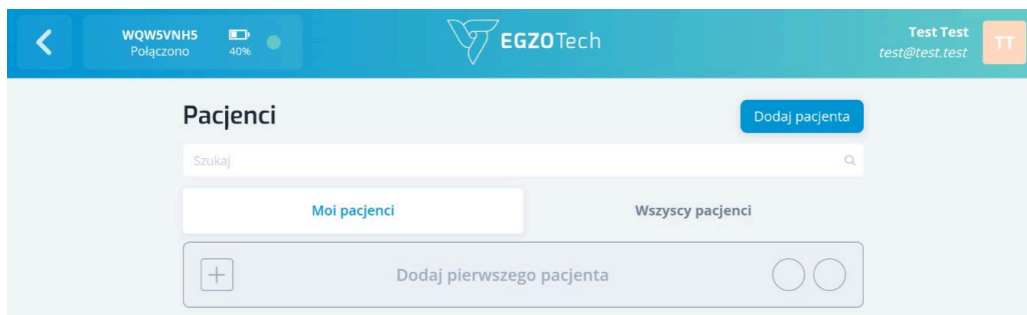 WQW5VNH5
Połączono
40%
EGZOTech
Test Test
test@test.test
TT
Pacjenci
Dodaj pacjenta
Szukaj
Moi pacjenci
Wszyscy pacjenci
Dodaj pierwszego pacjenta